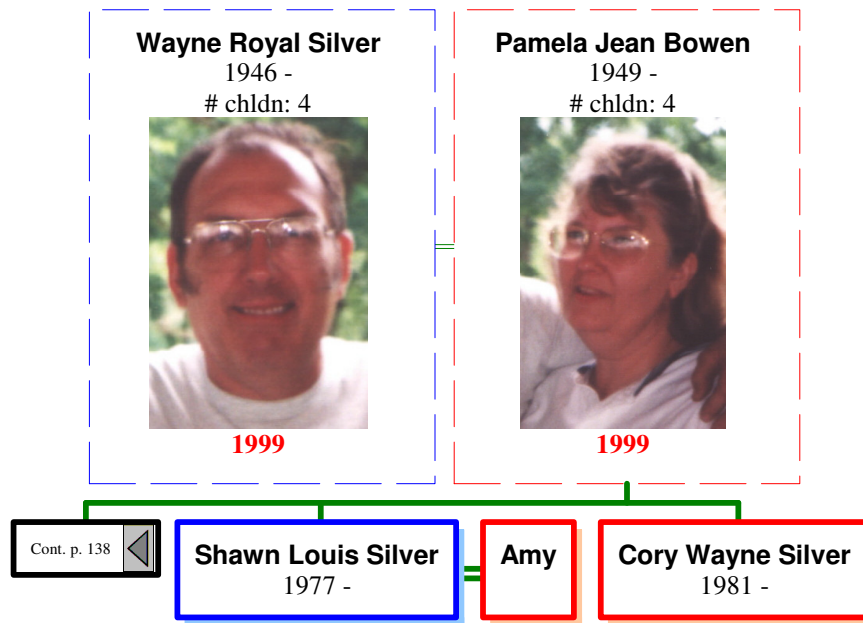 Wayne Royal Silver
1946 -
# chldn: 4
1999
Pamela Jean Bowen
1949 -
# chldn: 4
1999
Cont. p. 138
Shawn Louis Silver
1977 -
Amy
Cory Wayne Silver
1981 -